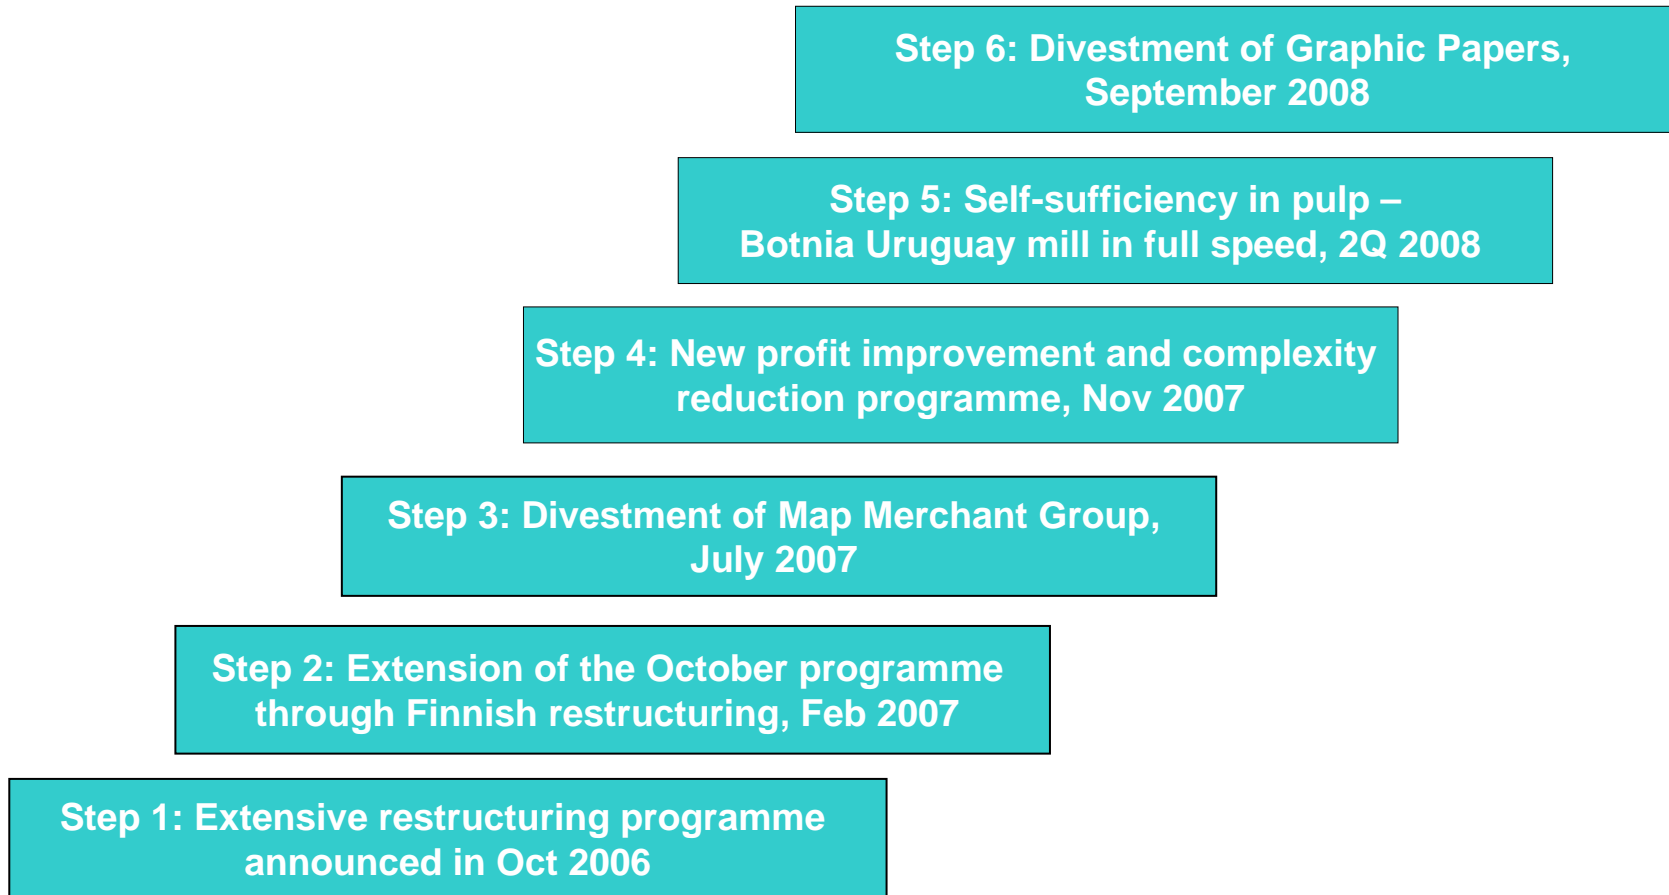 Step 6: Divestment of Graphic Papers,
September 2008
Step 5: Self-sufficiency in pulp –
Botnia Uruguay mill in full speed, 2Q 2008
Step 4: New profit improvement and complexity
reduction programme, Nov 2007
Step 3: Divestment of Map Merchant Group,
July 2007
Step 2: Extension of the October programme
through Finnish restructuring, Feb 2007
Step 1: Extensive restructuring programme
announced in Oct 2006